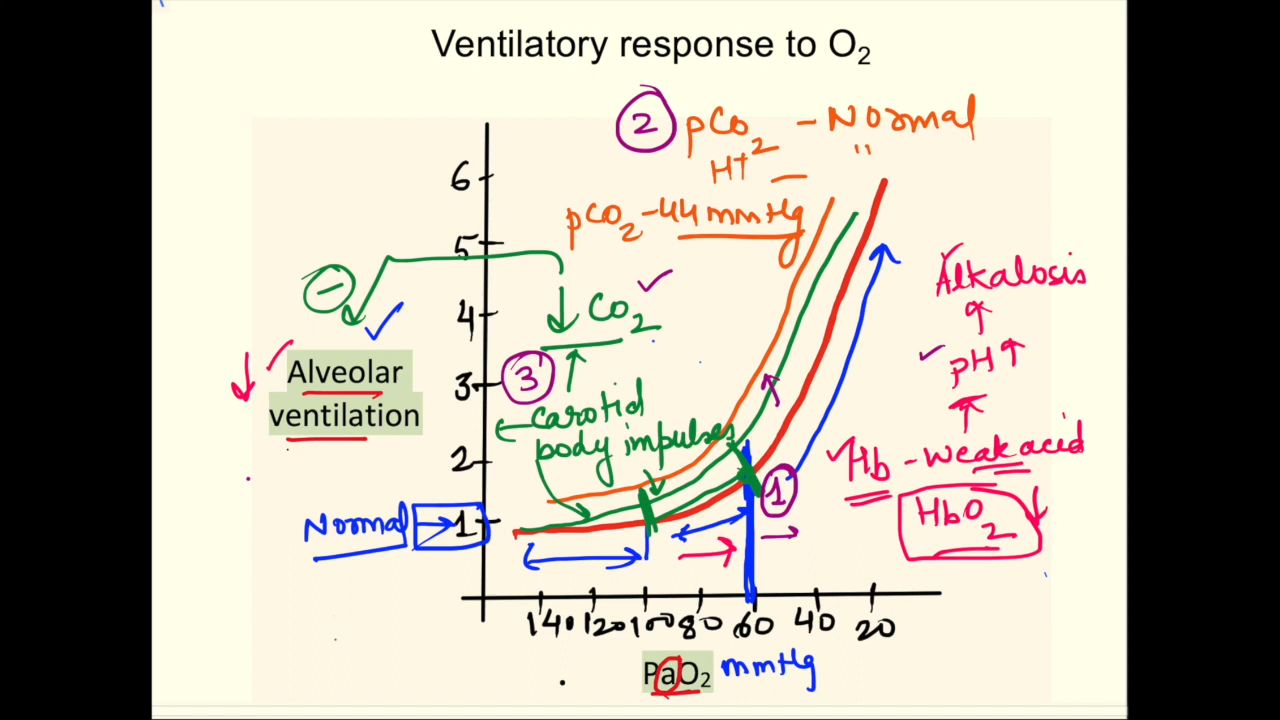 Ventilatory response to O2
2 pCO2 - Normal
H+ "
pCO2-44 mmHg
6
5
4
3
2
1
⊖
↓ CO2
3
carotid
body impulses
Alveolar
ventilation
Normal
1
Alkalosis
pH↑
Hb - weak acid
HbO2
140 120 100 80 60 40 20
PaO2 mmHg